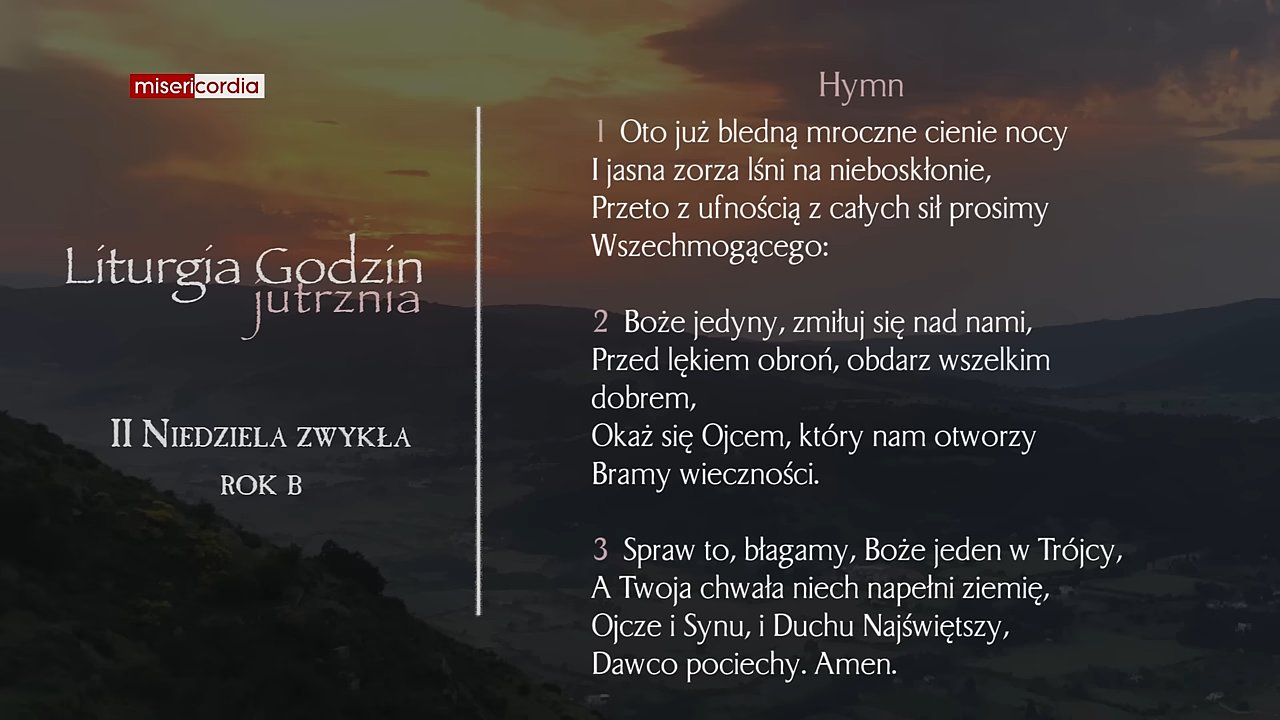 misericordia
Liturgia Godzin
jutrznia
II Niedziela zwykła
rok B
Hymn
1 Oto już bledną mroczne cienie nocy
I jasna zorza lśni na nieboskłonie,
Przeto z ufnością z całych sił prosimy
Wszechmogącego:
2 Boże jedyny, zmiłuj się nad nami,
Przed lękiem obroń, obdarz wszelkim
dobrem,
Okaż się Ojcem, który nam otworzy
Bramy wieczności.
3 Spraw to, błagamy, Boże jeden w Trójcy,
A Twoja chwała niech napełni ziemię,
Ojcze i Synu, i Duchu Najświętszy,
Dawco pociechy. Amen.